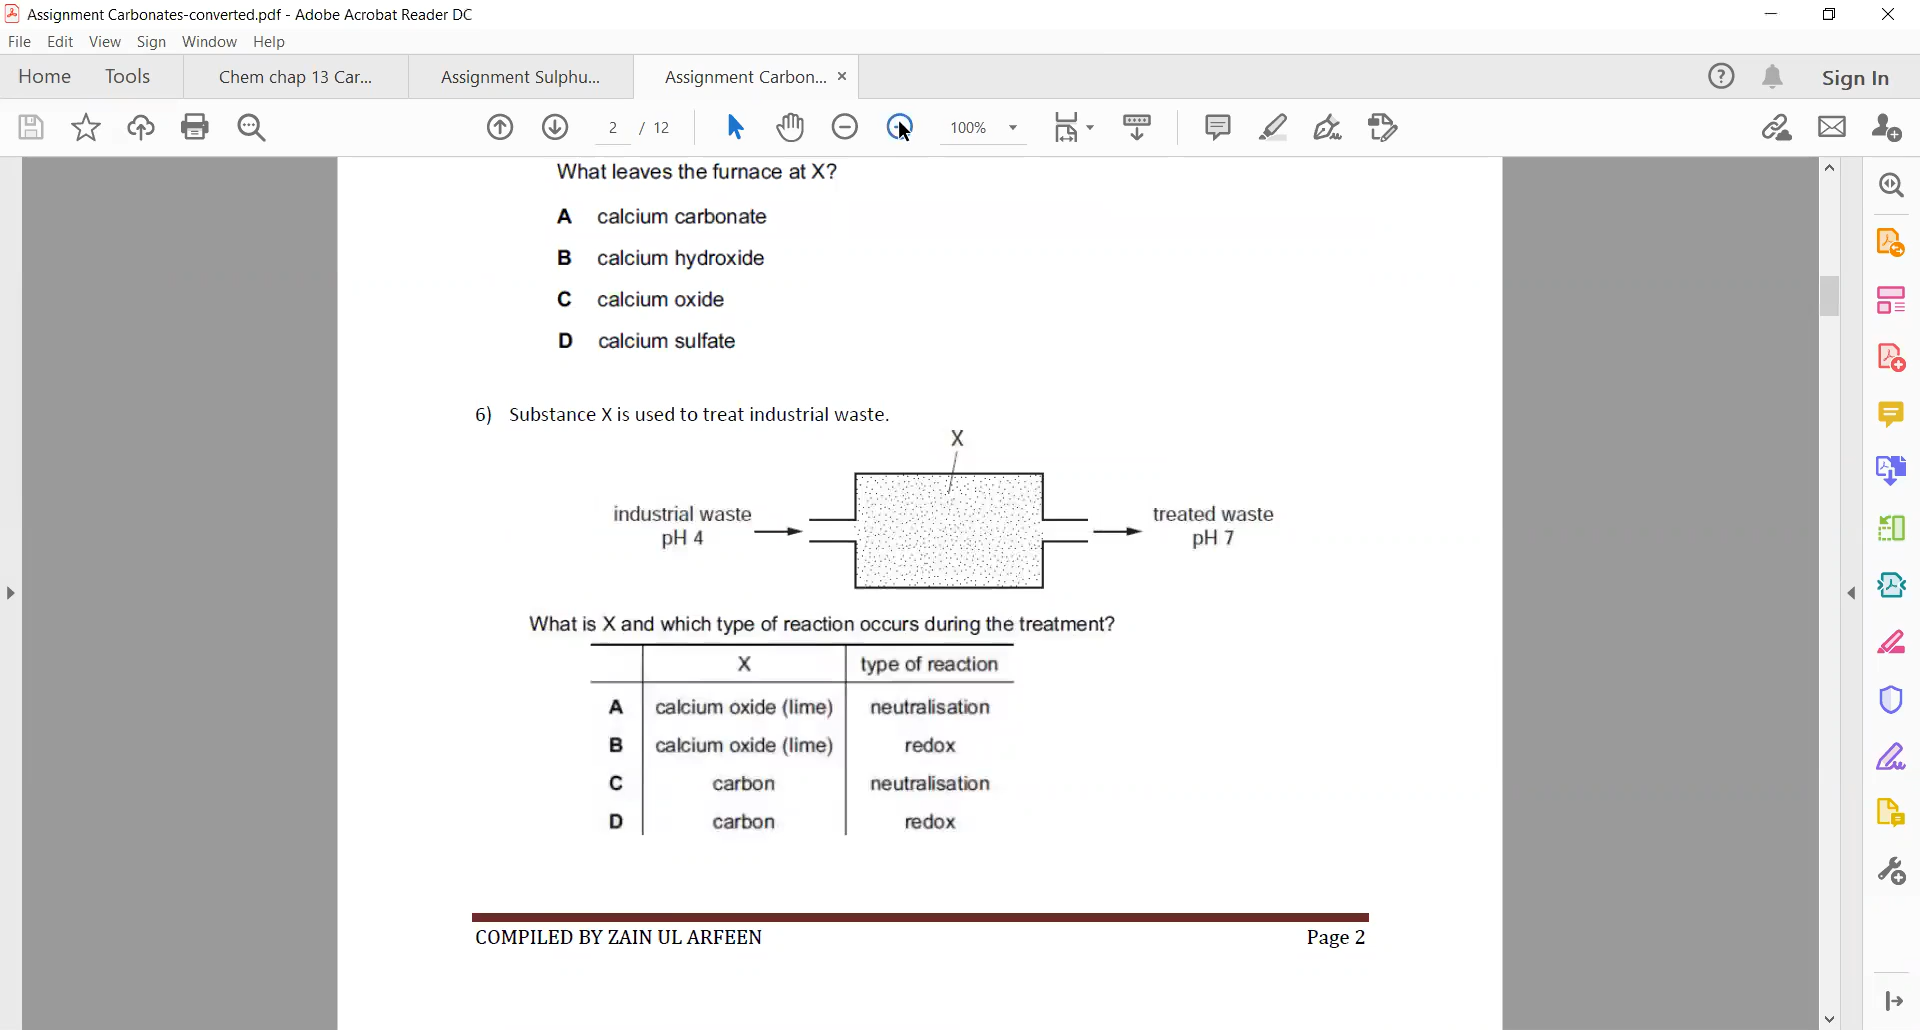 Assignment Carbonates-converted.pdf - Adobe Acrobat Reader DC
File Edit View Sign Window Help
Home Tools Chem chap 13 Car... Assignment Sulphu... Assignment Carbon... × Sign In
2 / 12 100%
What leaves the furnace at X?
A calcium carbonate
B calcium hydroxide
C calcium oxide
D calcium sulfate
6) Substance X is used to treat industrial waste.
X
industrial waste
pH 4
treated waste
pH 7
What is X and which type of reaction occurs during the treatment?
X type of reaction
A calcium oxide (lime) neutralisation
B calcium oxide (lime) redox
C carbon neutralisation
D carbon redox
COMPILED BY ZAIN UL ARFEEN Page 2